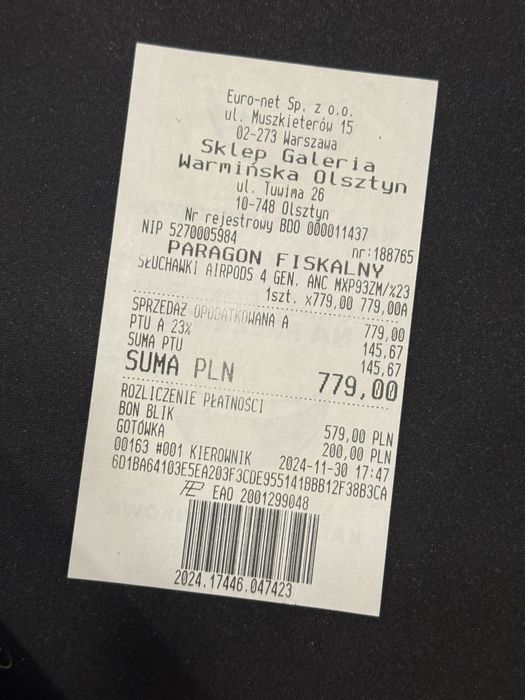 Euro-net Sp. z o.o.
ul. Muszkieterów 15
02-273 Warszawa
Sklep Galeria
Warmińska Olsztyn
ul. Tuwima 26
10-748 Olsztyn
Nr rejestrowy BDO 000011437
NIP 5270005984 nr:188765
PARAGON FISKALNY
SŁUCHAWKI AIRPODS 4 GEN. ANC MXP93ZM/%23
1szt. x779,00 779,00A
SPRZEDAŻ OPODATKOWANA A 779,00
PTU A 23% 145,67
SUMA PTU 145,67
SUMA PLN 779,00
ROZLICZENIE PŁATNOŚCI
BON BLIK 579,00 PLN
GOTÓWKA 200,00 PLN
00163 #001 KIEROWNIK 2024-11-30 17:47
6D1BA64103E5EA203F3CDE955141BBB12F38B3CA
EAO 2001299048
2024.17446.047423